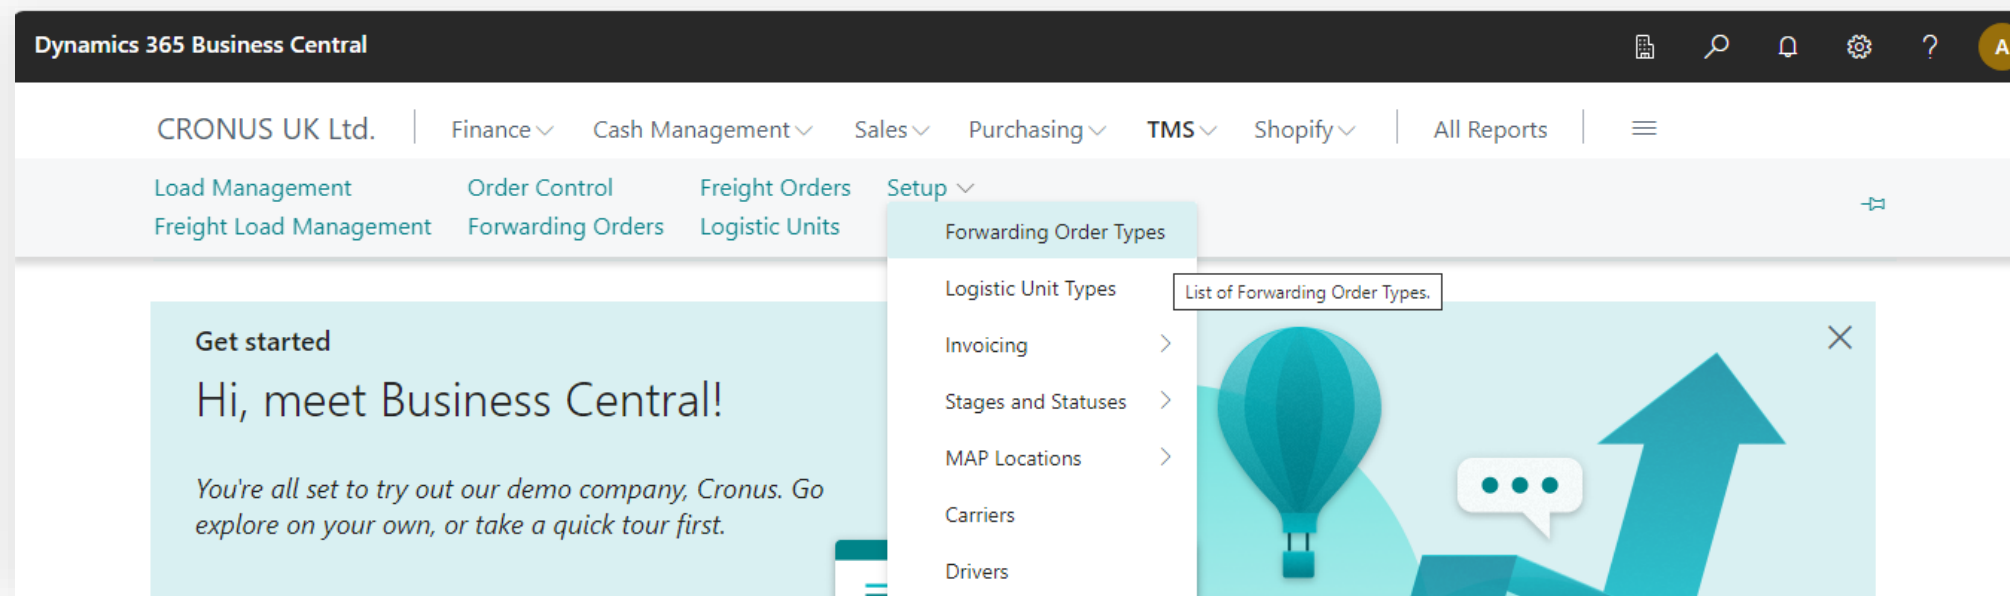 Dynamics 365 Business Central
A
CRONUS UK Ltd. Finance Cash Management Sales Purchasing TMS Shopify All Reports
Load Management Order Control Freight Orders Setup
Freight Load Management Forwarding Orders Logistic Units
Forwarding Order Types
Logistic Unit Types
List of Forwarding Order Types.
Invoicing
Stages and Statuses
MAP Locations
Carriers
Drivers
Get started
Hi, meet Business Central!
You're all set to try out our demo company, Cronus. Go
explore on your own, or take a quick tour first.